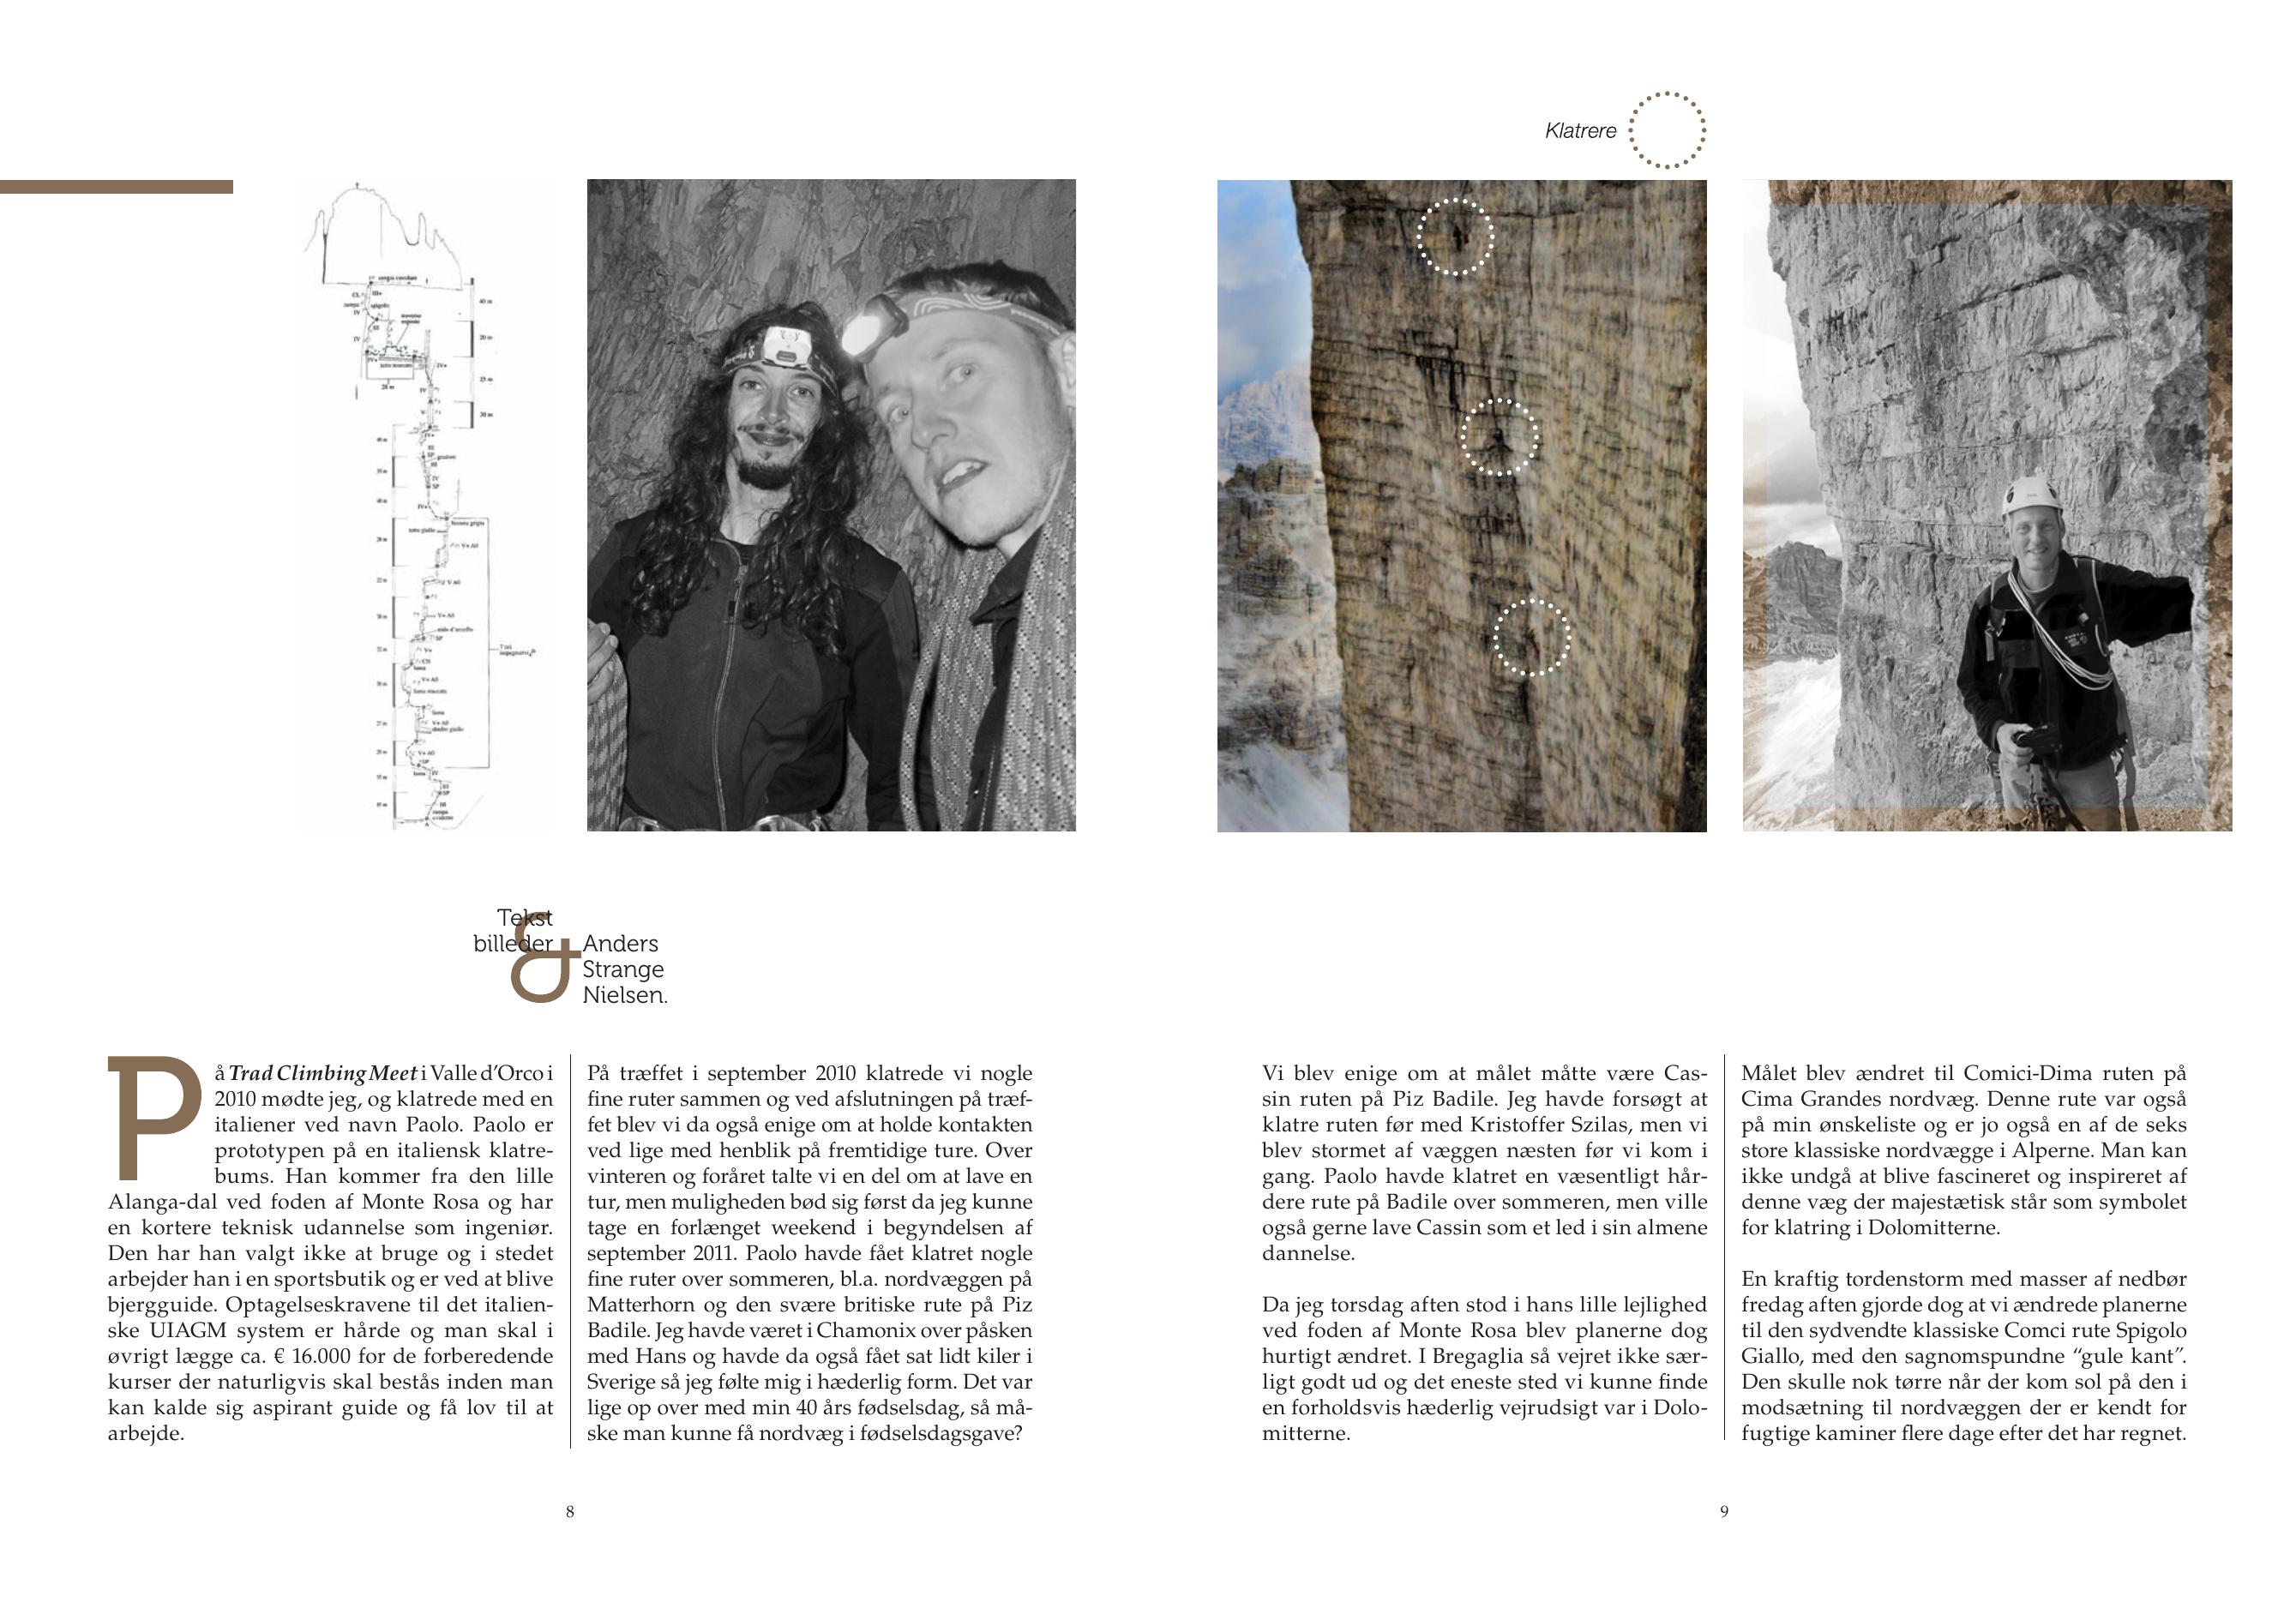 Klatrere
Tekst
billeder
&
Anders
Strange
Nielsen.
På Trad Climbing Meet i Valle d'Orco i
2010 mødte jeg, og klatrede med en
italiener ved navn Paolo. Paolo er
prototypen på en italiensk klatre-
bums. Han kommer fra den lille
Alanga-dal ved foden af Monte Rosa og har
en kortere teknisk udannelse som ingeniør.
Den har han valgt ikke at bruge og i stedet
arbejder han i en sportsbutik og er ved at blive
bjergguide. Optagelseskravene til det italien-
ske UIAGM system er hårde og man skal i
øvrigt lægge ca. € 16.000 for de forberedende
kurser der naturligvis skal bestås inden man
kan kalde sig aspirant guide og få lov til at
arbejde.
På træffet i september 2010 klatrede vi nogle
fine ruter sammen og ved afslutningen på træf-
fet blev vi da også enige om at holde kontakten
ved lige med henblik på fremtidige ture. Over
vinteren og foråret talte vi en del om at lave en
tur, men muligheden bød sig først da jeg kunne
tage en forlænget weekend i begyndelsen af
september 2011. Paolo havde fået klatret nogle
fine ruter over sommeren, bl.a. nordvæggen på
Matterhorn og den svære britiske rute på Piz
Badile. Jeg havde været i Chamonix over påsken
med Hans og havde da også fået sat lidt kiler i
Sverige så jeg følte mig i hæderlig form. Det var
lige op over med min 40 års fødselsdag, så må-
ske man kunne få nordvæg i fødselsdagsgave?
8
Vi blev enige om at målet måtte være Cas-
sin ruten på Piz Badile. Jeg havde forsøgt at
klatre ruten før med Kristoffer Szilas, men vi
blev stormet af væggen næsten før vi kom i
gang. Paolo havde klatret en væsentligt hår-
dere rute på Badile over sommeren, men ville
også gerne lave Cassin som et led i sin almene
dannelse.
Da jeg torsdag aften stod i hans lille lejlighed
ved foden af Monte Rosa blev planerne dog
hurtigt ændret. I Bregaglia så vejret ikke sær-
ligt godt ud og det eneste sted vi kunne finde
en forholdsvis hæderlig vejrudsigt var i Dolo-
mitterne.
Målet blev ændret til Comici-Dima ruten på
Cima Grandes nordvæg. Denne rute var også
på min ønskeliste og er jo også en af de seks
store klassiske nordvægge i Alperne. Man kan
ikke undgå at blive fascineret og inspireret af
denne væg der majestætisk står som symbolet
for klatring i Dolomitterne.
En kraftig tordenstorm med masser af nedbør
fredag aften gjorde dog at vi ændrede planerne
til den sydvendte klassiske Comci rute Spigolo
Giallo, med den sagnomspundne “gule kant”.
Den skulle nok tørre når der kom sol på den i
modsætning til nordvæggen der er kendt for
fugtige kaminer flere dage efter det har regnet.
9